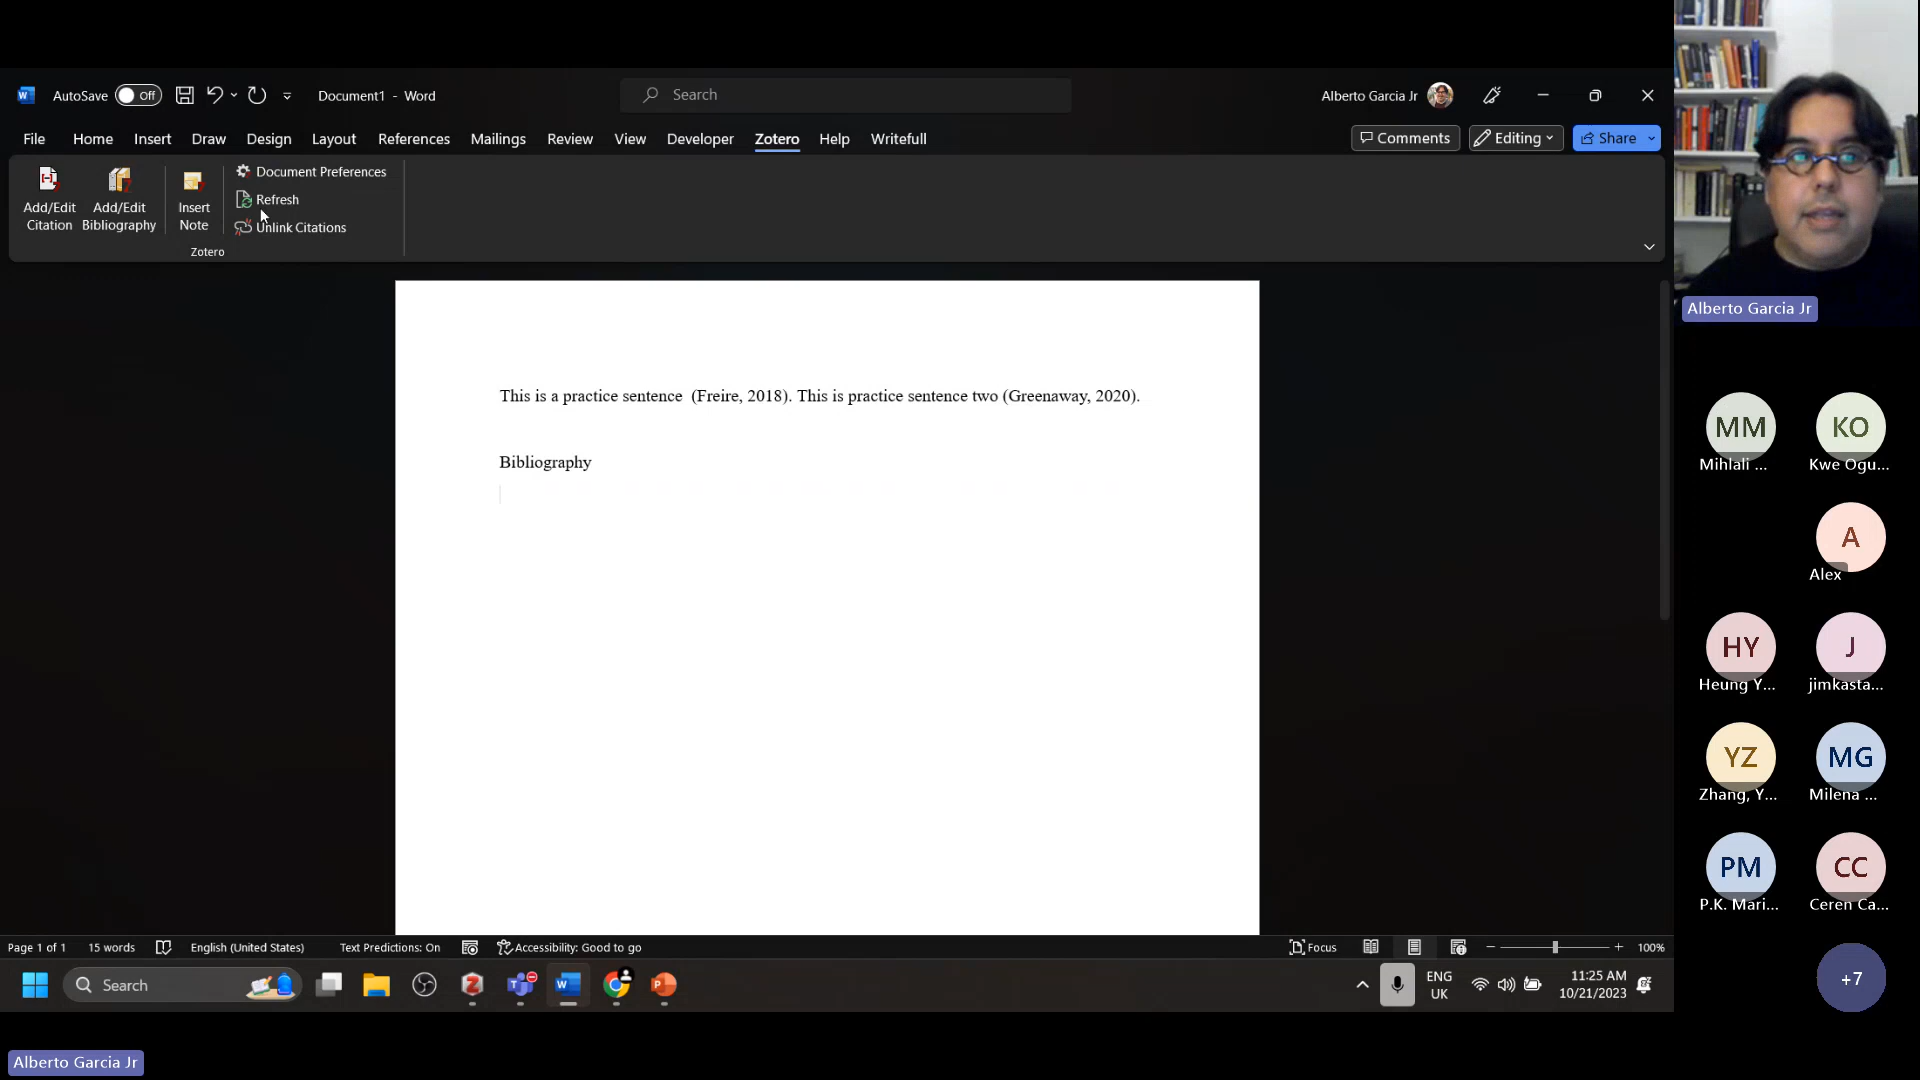 AutoSave Off Document1 - Word Search Alberto Garcia Jr
File Home Insert Draw Design Layout References Mailings Review View Developer Zotero Help Writefull Comments Editing Share
Add/Edit Citation
Add/Edit Bibliography
Insert Note
Document Preferences
Refresh
Unlink Citations
Zotero
This is a practice sentence  (Freire, 2018). This is practice sentence two (Greenaway, 2020).
Bibliography
Page 1 of 1 15 words English (United States) Text Predictions: On Accessibility: Good to go Focus 100%
Search ENG UK 11:25 AM 10/21/2023
Alberto Garcia Jr
MM KO
Mihlali ... Kwe Ogu...
A
Alex
HY J
Heung Y... jimkasta...
YZ MG
Zhang, Y... Milena ...
PM CC
P.K. Mari... Ceren Ca...
+7
Alberto Garcia Jr